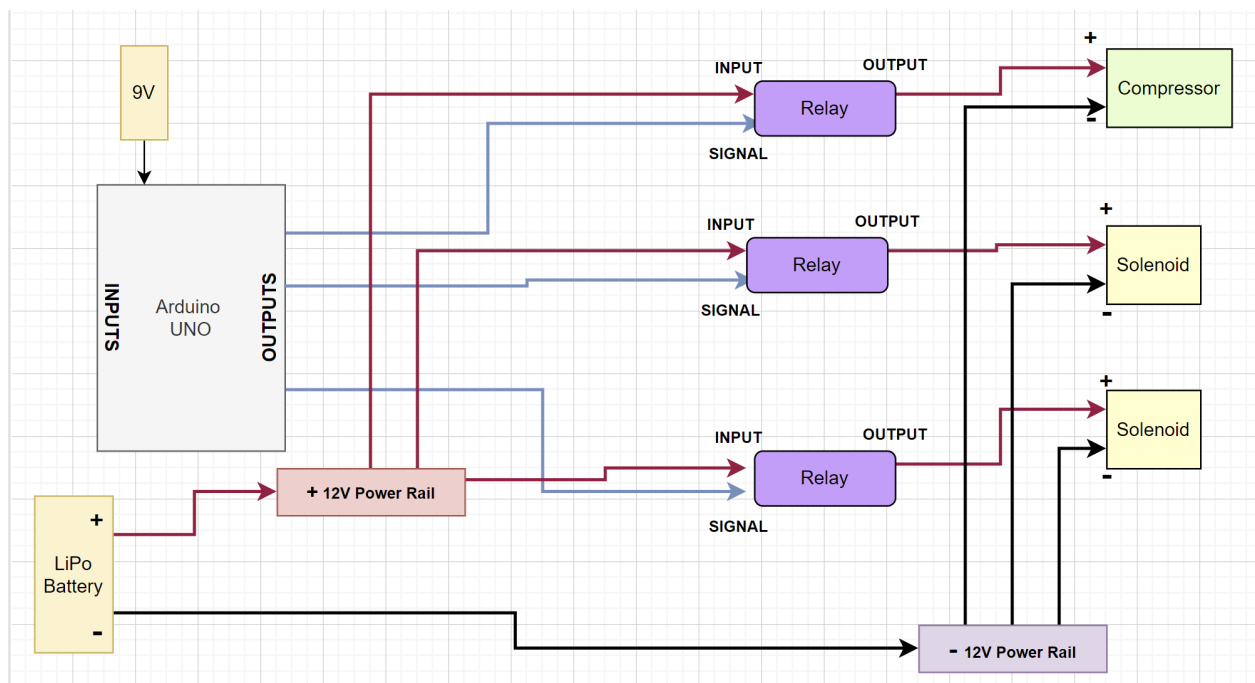 9V
INPUTS
Arduino
UNO
OUTPUTS
INPUT
Relay
SIGNAL
OUTPUT
+
Compressor
-
INPUT
Relay
SIGNAL
OUTPUT
+
Solenoid
-
INPUT
Relay
SIGNAL
OUTPUT
+
Solenoid
-
+ 12V Power Rail
+
LiPo
Battery
-
- 12V Power Rail